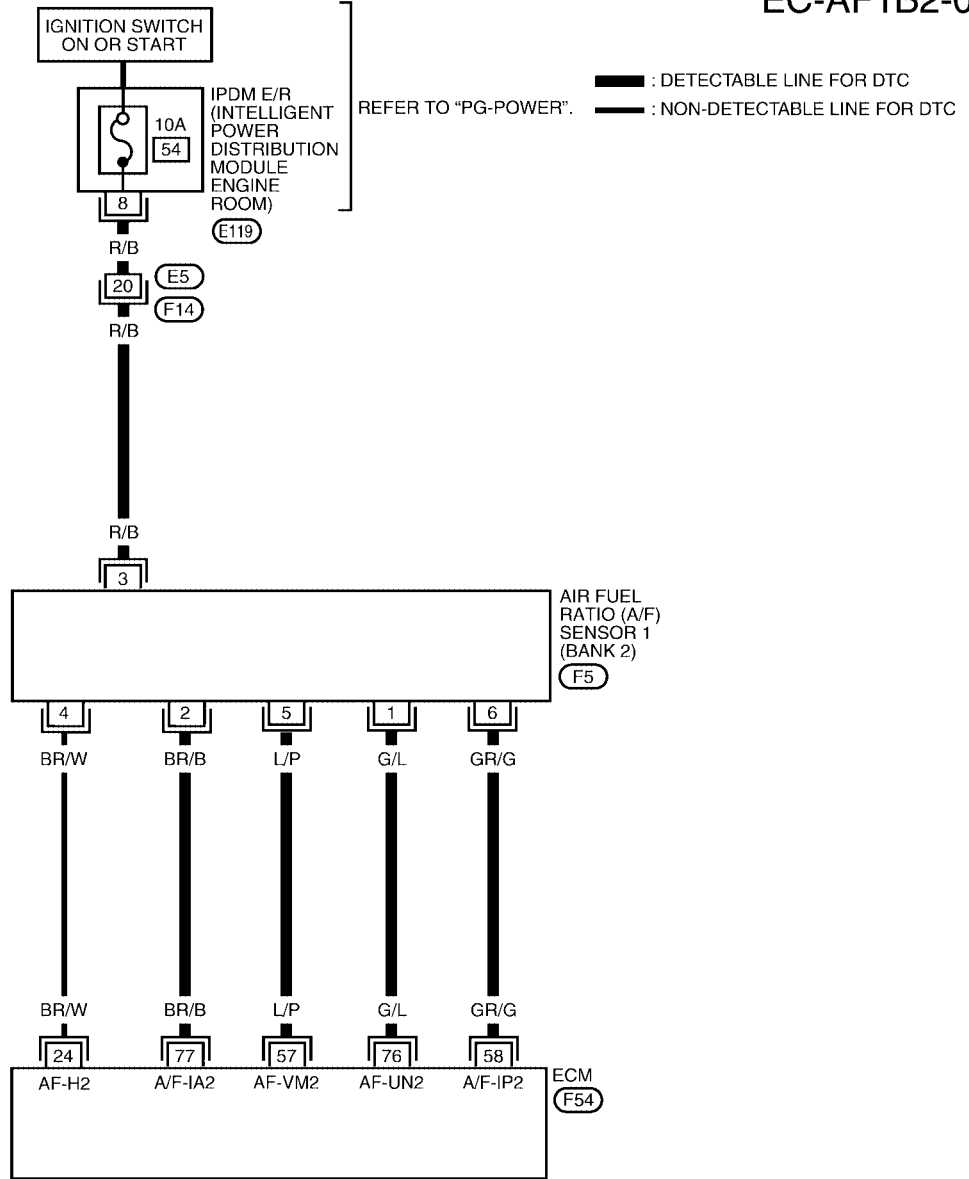 EC-AF1B2-0
IGNITION SWITCH
ON OR START
IPDM E/R
(INTELLIGENT
POWER
DISTRIBUTION
MODULE
ENGINE
ROOM)
10A
54
REFER TO "PG-POWER".
: DETECTABLE LINE FOR DTC
: NON-DETECTABLE LINE FOR DTC
8
E119
R/B
20
E5
F14
R/B
R/B
3
AIR FUEL
RATIO (A/F)
SENSOR 1
(BANK 2)
F5
4 2 5 1 6
BR/W BR/B L/P G/L GR/G
BR/W BR/B L/P G/L GR/G
24 77 57 76 58
AF-H2 A/F-IA2 AF-VM2 AF-UN2 A/F-IP2
ECM
F54